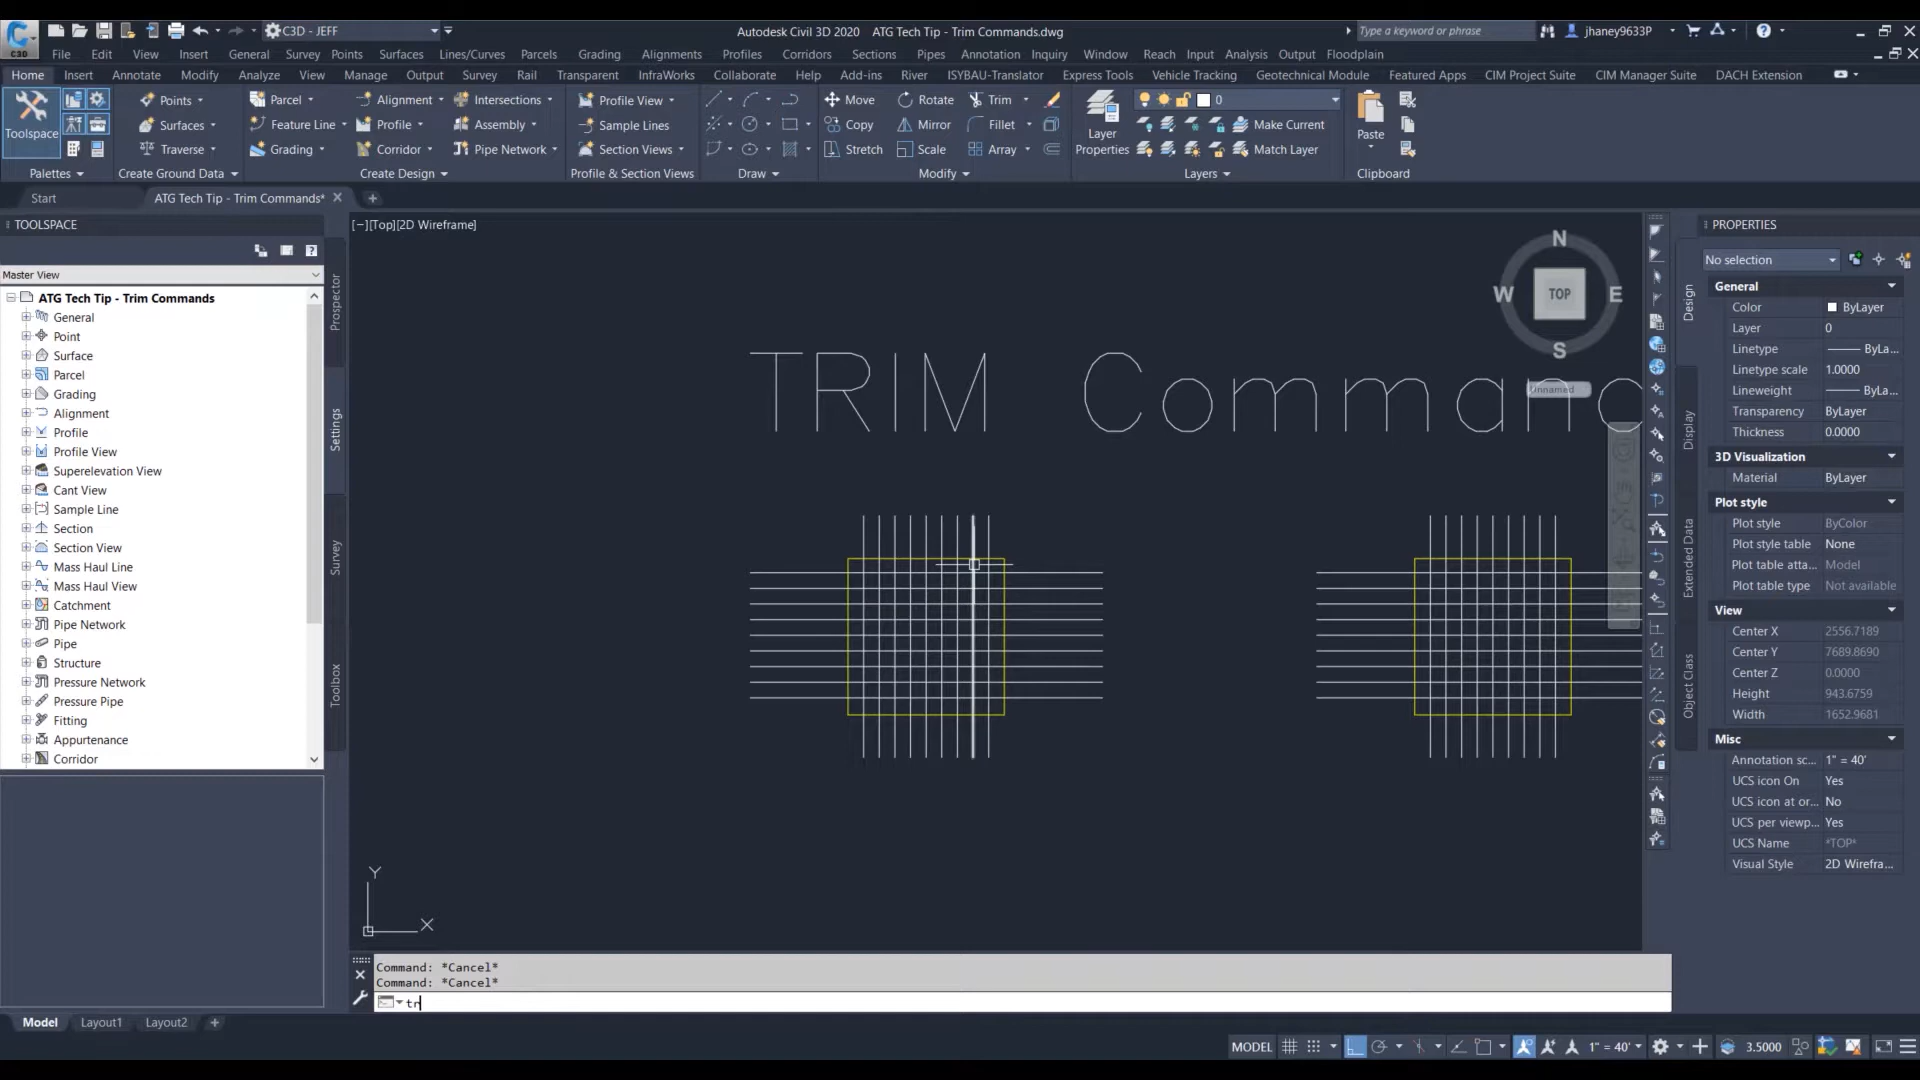 C3D - JEFF
Autodesk Civil 3D 2020 ATG Tech Tip - Trim Commands.dwg
Type a keyword or phrase
jhaney9633P
File Edit View Insert General Survey Points Surfaces Lines/Curves Parcels Grading Alignments Profiles Corridors Sections Pipes Annotation Inquiry Window Reach Input Analysis Output Floodplain
Home Insert Annotate Modify Analyze View Manage Output Survey Rail Transparent InfraWorks Collaborate Help Add-ins River ISYBAU-Translator Express Tools Vehicle Tracking Geotechnical Module Featured Apps CIM Project Suite CIM Manager Suite DACH Extension
Toolspace
Points
Surfaces
Traverse
Parcel
Feature Line
Grading
Alignment
Profile
Corridor
Intersections
Assembly
Pipe Network
Profile View
Sample Lines
Section Views
Move
Copy
Stretch
Rotate
Mirror
Scale
Trim
Fillet
Array
Layer
Properties
0
Make Current
Match Layer
Paste
Palettes
Create Ground Data
Create Design
Profile & Section Views
Draw
Modify
Layers
Clipboard
Start
ATG Tech Tip - Trim Commands*
TOOLSPACE
Master View
ATG Tech Tip - Trim Commands
General
Point
Surface
Parcel
Grading
Alignment
Profile
Profile View
Superelevation View
Cant View
Sample Line
Section
Section View
Mass Haul Line
Mass Haul View
Catchment
Pipe Network
Pipe
Structure
Pressure Network
Pressure Pipe
Fitting
Appurtenance
Corridor
Prospector
Settings
Survey
Toolbox
[−][Top][2D Wireframe]
N
W
TOP
E
S
Unnamed
TRIM Command
Y
X
Command: *Cancel*
Command: *Cancel*
tr
Model
Layout1
Layout2
PROPERTIES
No selection
Design
Display
Extended Data
Object Class
General
Color ByLayer
Layer 0
Linetype ByLa...
Linetype scale 1.0000
Lineweight ByLa...
Transparency ByLayer
Thickness 0.0000
3D Visualization
Material ByLayer
Plot style
Plot style ByColor
Plot style table None
Plot table atta... Model
Plot table type Not available
View
Center X 2556.7189
Center Y 7689.8690
Center Z 0.0000
Height 943.6759
Width 1652.9681
Misc
Annotation sc... 1" = 40'
UCS icon On Yes
UCS icon at or... No
UCS per viewp... Yes
UCS Name *TOP*
Visual Style 2D Wirefra...
MODEL
1" = 40'
3.5000